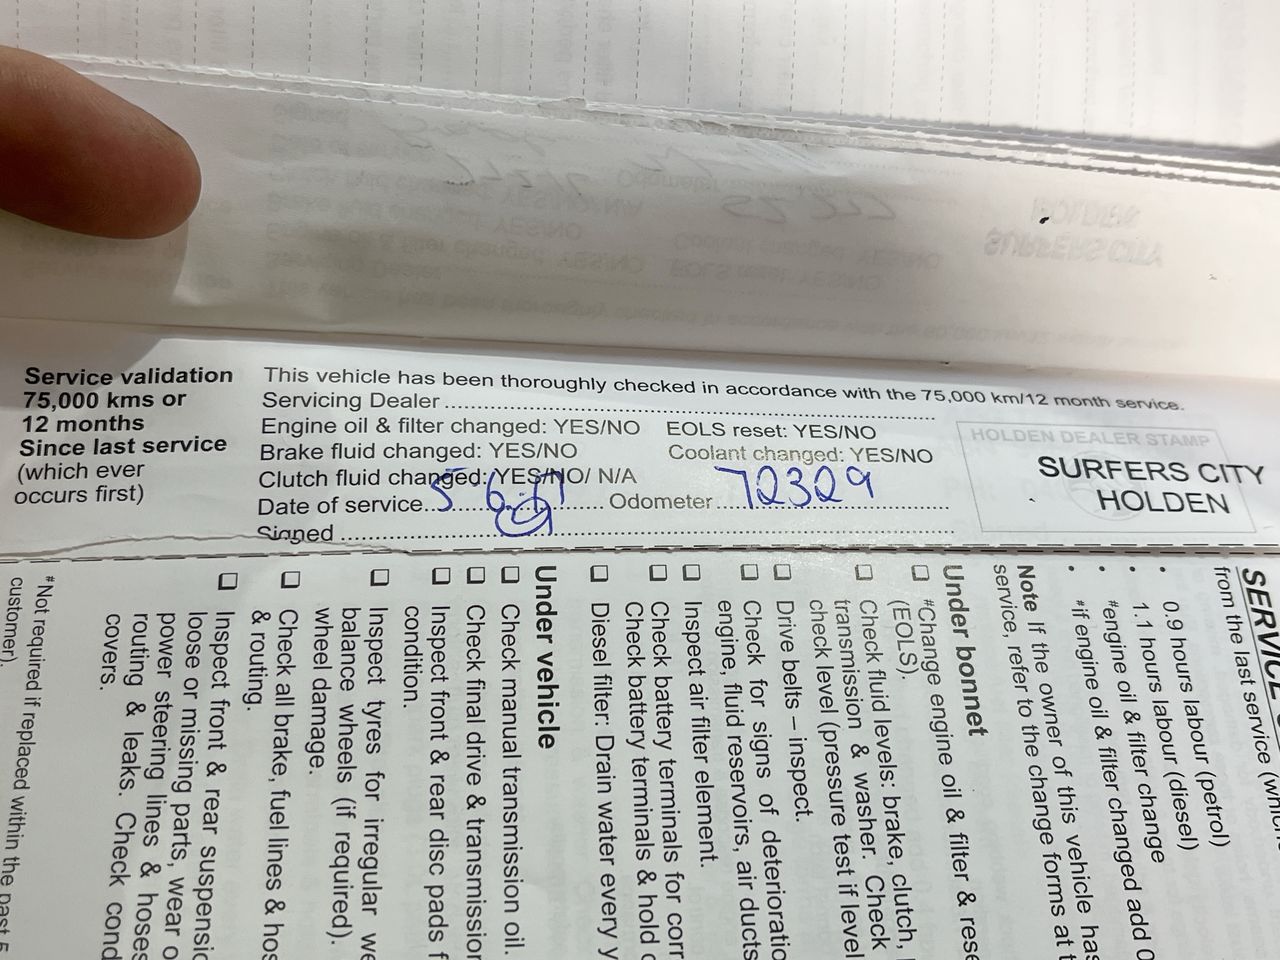 Service validation
75,000 kms or
12 months
Since last service
(which ever
occurs first)
This vehicle has been thoroughly checked in accordance with the 75,000 km/12 month service.
Servicing Dealer
Engine oil & filter changed: YES/NO EOLS reset: YES/NO
Brake fluid changed: YES/NO Coolant changed: YES/NO
Clutch fluid changed: YES/NO/ N/A
Date of service 5 6 Odometer 72329
Signed
HOLDEN DEALER STAMP
SURFERS CITY
HOLDEN
SERVICE
from the last service
• 0.9 hours labour (petrol)
• 1.1 hours labour (diesel)
• #engine oil & filter change
• *if engine oil & filter changed add
Note If the owner of this vehicle has
service, refer to the change forms at
Under bonnet
☐ #Change engine oil & filter &
(EOLS).
☐ Check fluid levels: brake, clutch,
transmission & washer. Check
check level (pressure test if level
☐ Drive belts – inspect.
☐ Check for signs of
engine, fluid reservoirs, air ducts
☐ Inspect air filter element.
☐ Check battery terminals for
Check battery terminals & hold
☐ Diesel filter: Drain water every
Under vehicle
☐ Check manual transmission oil.
☐ Check final drive & transmission
☐ Inspect front & rear disc pads
condition.
☐ Inspect tyres for irregular
balance wheels (if required).
wheel damage.
☐ Check all brake, fuel lines &
& routing.
☐ Inspect front & rear
loose or missing parts, wear
power steering lines & hoses
routing & leaks. Check
covers.
#Not required if replaced within the past
customer).